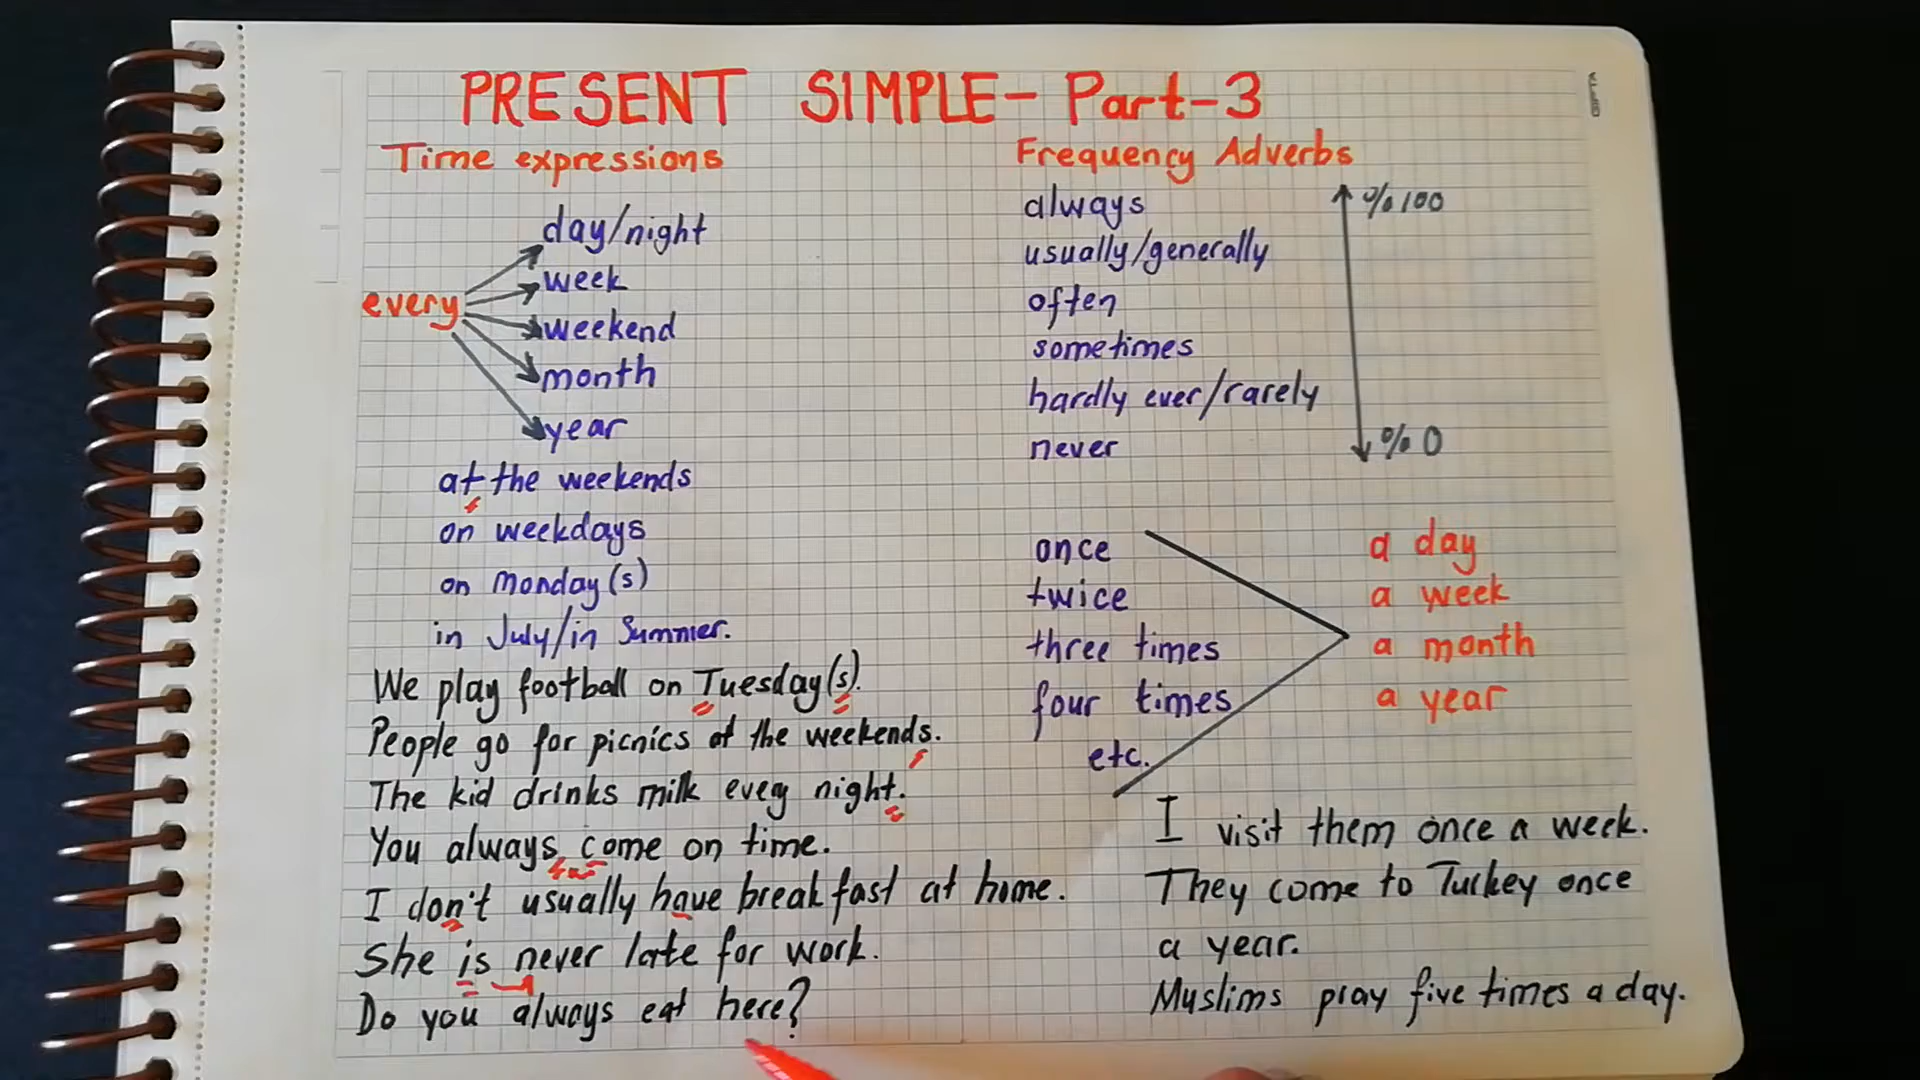 PRESENT SIMPLE - Part-3
Time expressions
every
day/night
week
weekend
month
year
at the weekends
on weekdays
on monday(s)
in July/in Summer.
We play football on Tuesday(s).
People go for picnics at the weekends.
The kid drinks milk every night.
You always come on time.
I don't usually have breakfast at home.
She is never late for work.
Do you always eat here?
Frequency Adverbs
always
usually/generally
often
sometimes
hardly ever/rarely
never
%100
%0
once
twice
three times
four times
etc.
a day
a week
a month
a year
I visit them once a week.
They come to Turkey once
a year.
Muslims pray five times a day.